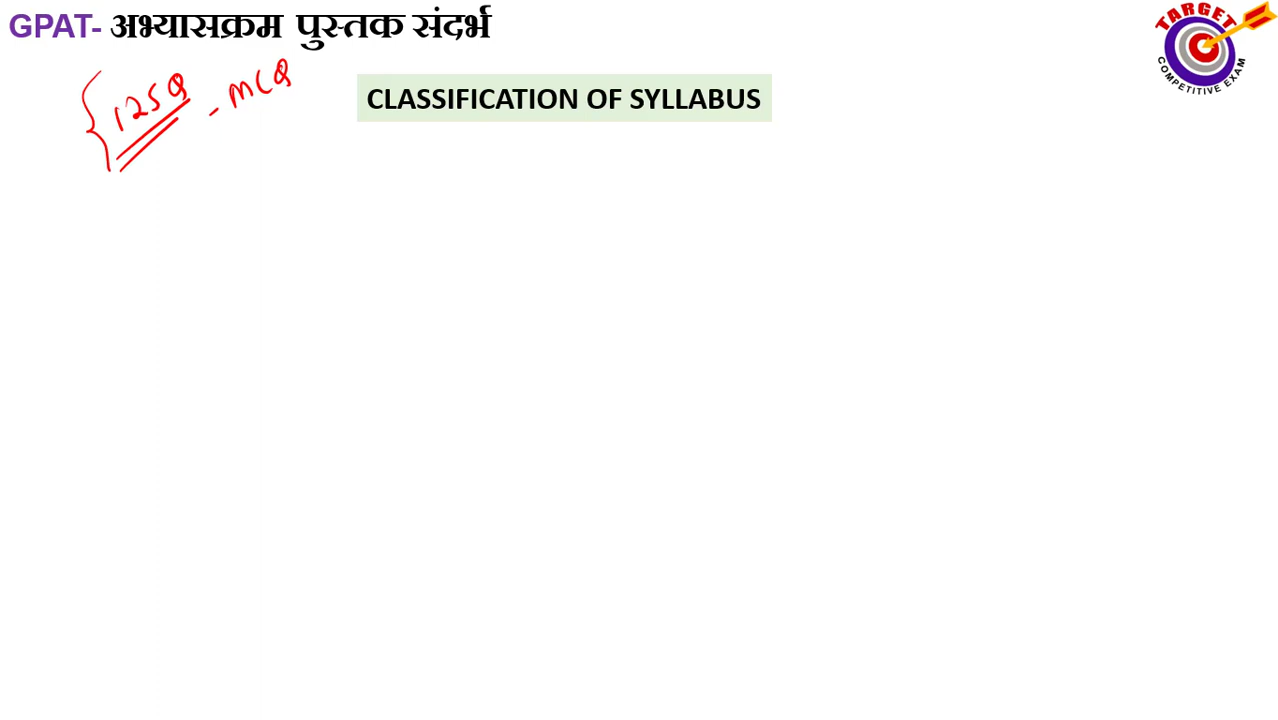 GPAT- अभ्यासक्रम पुस्तक संदर्भ
125Q - MCQ
CLASSIFICATION OF SYLLABUS
TARGET
COMPETITIVE EXAM